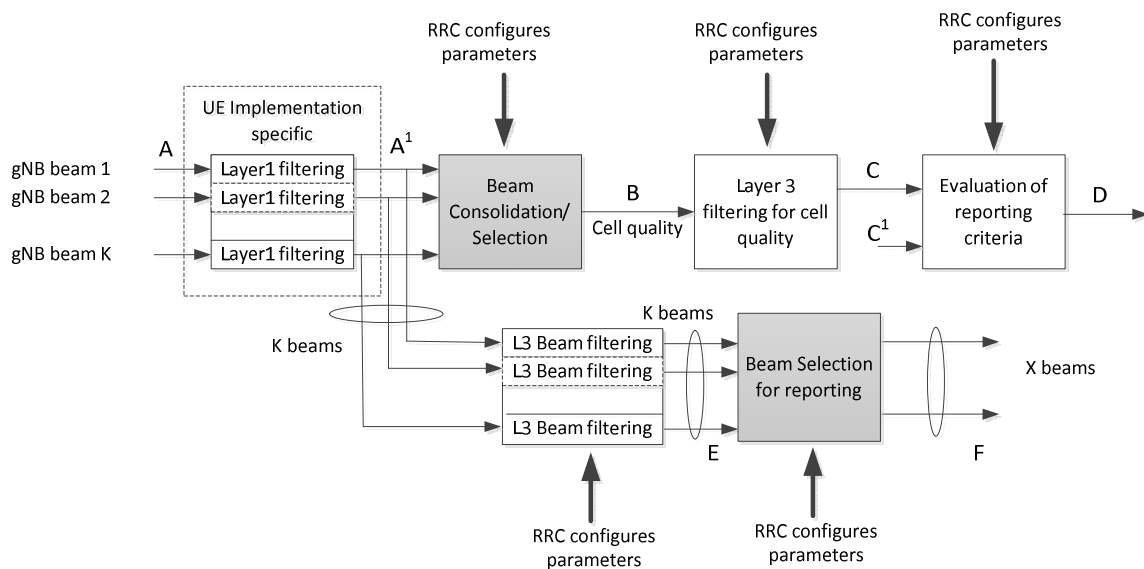 RRC configures
parameters
RRC configures
parameters
RRC configures
parameters
UE Implementation
specific
A
A¹
gNB beam 1
gNB beam 2
gNB beam K
Layer1 filtering
Layer1 filtering
Layer1 filtering
Beam
Consolidation/
Selection
B
Cell quality
Layer 3
filtering for cell
quality
C
C¹
Evaluation of
reporting
criteria
D
K beams
L3 Beam filtering
L3 Beam filtering
L3 Beam filtering
K beams
E
Beam Selection
for reporting
X beams
F
RRC configures
parameters
RRC configures
parameters